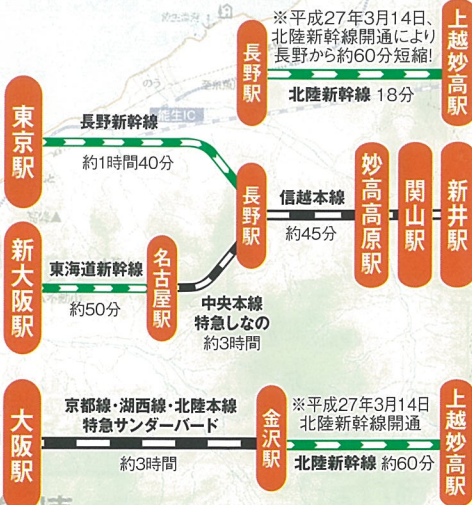 ※平成27年3月14日、
北陸新幹線開通により
長野から約60分短縮!
長野駅
上越妙高駅
北陸新幹線 18分
能生IC
のう
東京駅
長野新幹線
約1時間40分
長野駅
信越本線
約45分
妙高高原駅
関山駅
新井駅
新大阪駅
東海道新幹線
約50分
名古屋駅
中央本線
特急しなの
約3時間
大阪駅
京都線・湖西線・北陸本線
特急サンダーバード
約3時間
金沢駅
※平成27年3月14日
北陸新幹線開通
北陸新幹線 約60分
上越妙高駅